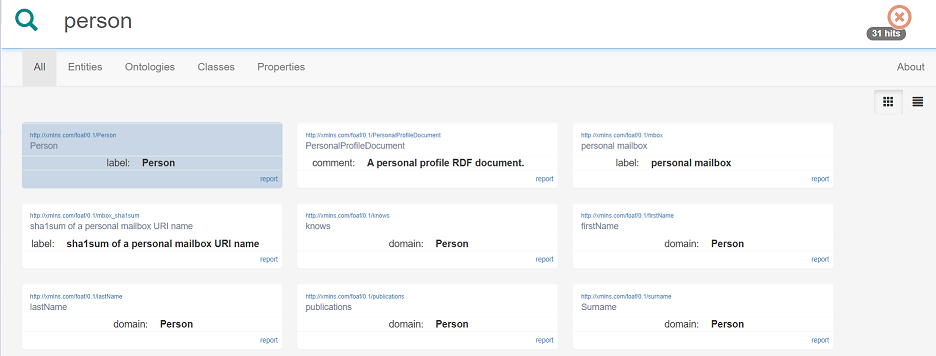 person
31 hits
All Entities Ontologies Classes Properties About
http://xmlns.com/foaf/0.1/Person
Person
label: Person
report
http://xmlns.com/foaf/0.1/PersonalProfileDocument
PersonalProfileDocument
comment: A personal profile RDF document.
report
http://xmlns.com/foaf/0.1/mbox
personal mailbox
label: personal mailbox
report
http://xmlns.com/foaf/0.1/mbox_sha1sum
sha1sum of a personal mailbox URI name
label: sha1sum of a personal mailbox URI name
report
http://xmlns.com/foaf/0.1/knows
knows
domain: Person
report
http://xmlns.com/foaf/0.1/firstName
firstName
domain: Person
report
http://xmlns.com/foaf/0.1/lastName
lastName
domain: Person
report
http://xmlns.com/foaf/0.1/publications
publications
domain: Person
report
http://xmlns.com/foaf/0.1/surname
Surname
domain: Person
report